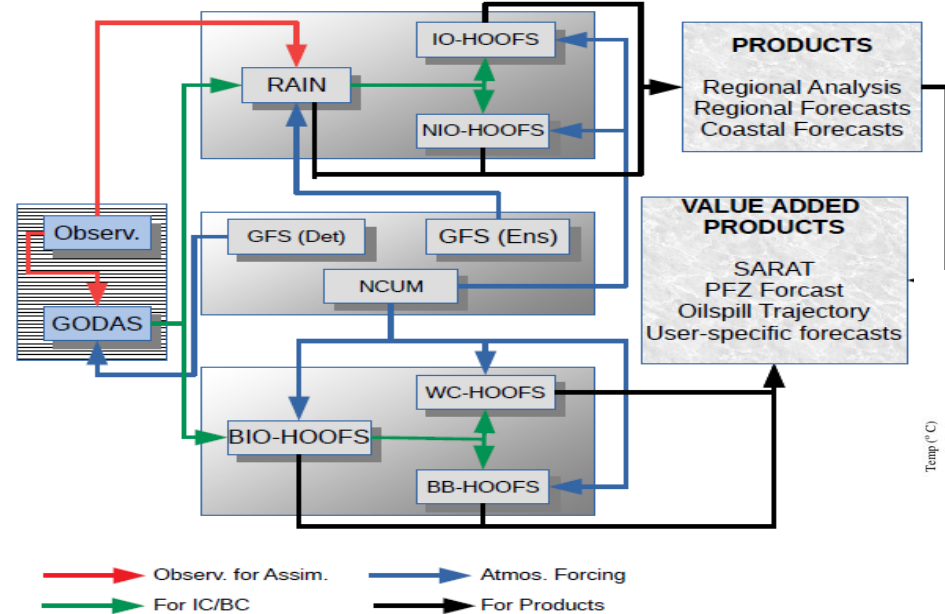 IO-HOOFS
RAIN
NIO-HOOFS
PRODUCTS
Regional Analysis
Regional Forecasts
Coastal Forecasts
Observ.
GODAS
GFS (Det)
GFS (Ens)
NCUM
VALUE ADDED
PRODUCTS
SARAT
PFZ Forcast
Oilspill Trajectory
User-specific forecasts
WC-HOOFS
BIO-HOOFS
BB-HOOFS
Temp (° C)
Observ. for Assim.
Atmos. Forcing
For IC/BC
For Products